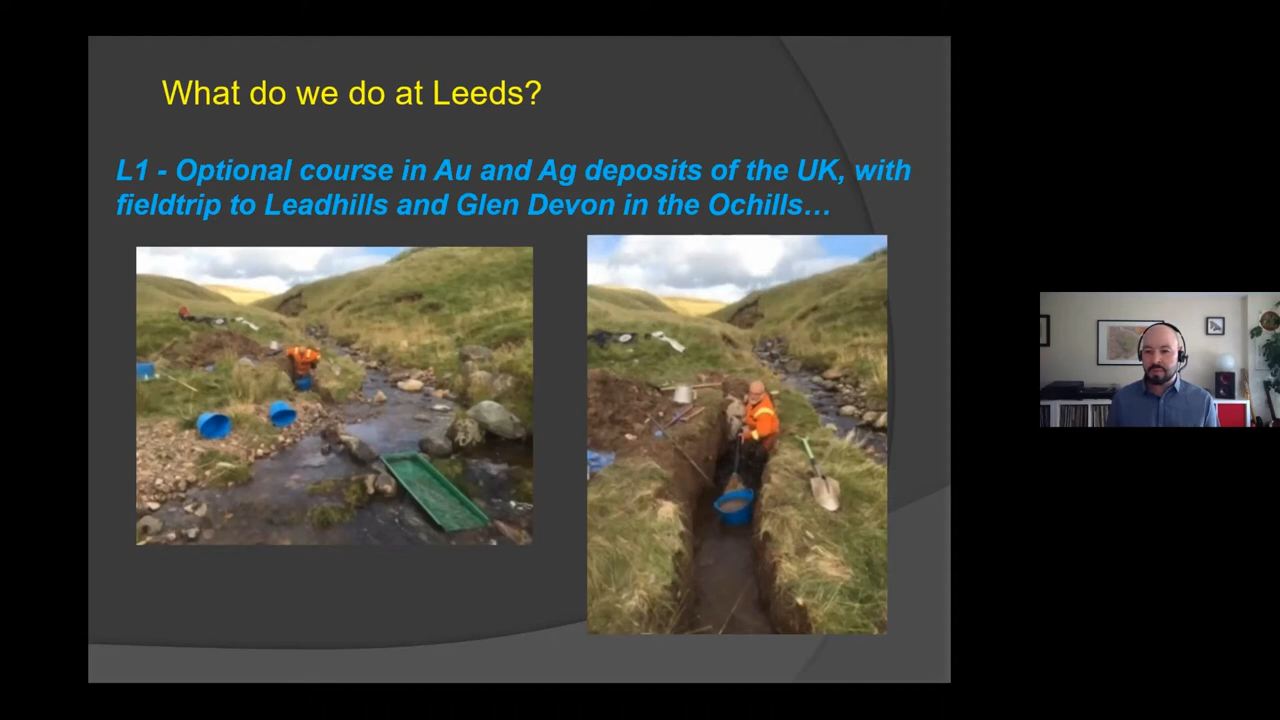 What do we do at Leeds?
L1 - Optional course in Au and Ag deposits of the UK, with
fieldtrip to Leadhills and Glen Devon in the Ochills…